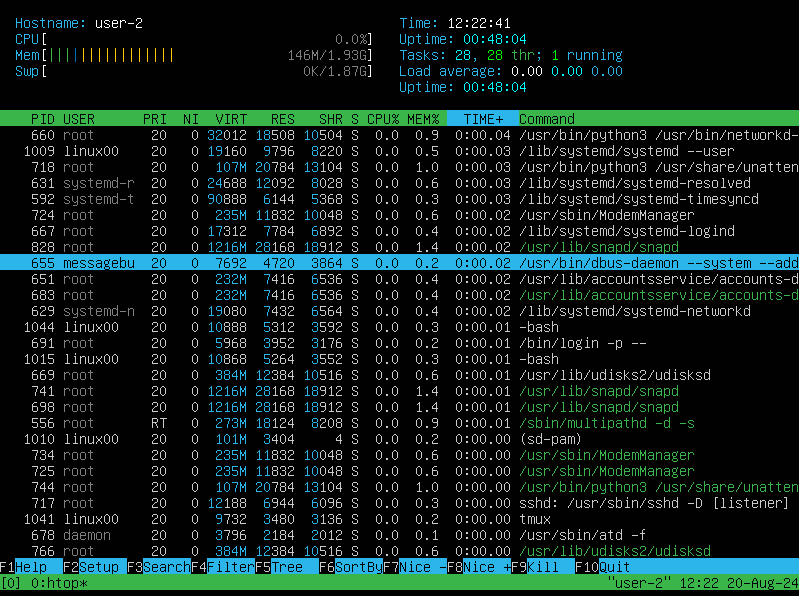 Hostname: user-2 Time: 12:22:41
CPU[ 0.0%] Uptime: 00:48:04
Mem[|||||||||||||||| 146M/1.93G] Tasks: 28, 28 thr; 1 running
Swp[ 0K/1.87G] Load average: 0.00 0.00 0.00
Uptime: 00:48:04
PID USER PRI NI VIRT RES SHR S CPU% MEM% TIME+ Command
660 root 20 0 32012 18508 10504 S 0.0 0.9 0:00.04 /usr/bin/python3 /usr/bin/network​d-
1009 linux00 20 0 19160 9796 8220 S 0.0 0.5 0:00.03 /lib/systemd/systemd --user
718 root 20 0 107M 20784 13104 S 0.0 1.0 0:00.03 /usr/bin/python3 /usr/share/unatten
631 systemd-r 20 0 24688 12092 8028 S 0.0 0.6 0:00.03 /lib/systemd/systemd-resolved
592 systemd-t 20 0 90888 6144 5368 S 0.0 0.3 0:00.03 /lib/systemd/systemd-timesyncd
724 root 20 0 235M 11832 10048 S 0.0 0.6 0:00.02 /usr/sbin/ModemManager
667 root 20 0 17312 7784 6892 S 0.0 0.4 0:00.02 /lib/systemd/systemd-logind
828 root 20 0 1216M 28168 18912 S 0.0 1.4 0:00.02 /usr/lib/snapd/snapd
655 messagebu 20 0 7692 4720 3864 S 0.0 0.2 0:00.02 /usr/bin/dbus-daemon --system --add
651 root 20 0 232M 7416 6536 S 0.0 0.4 0:00.02 /usr/lib/accountsservice/accounts-d
683 root 20 0 232M 7416 6536 S 0.0 0.4 0:00.02 /usr/lib/accountsservice/accounts-d
629 systemd-n 20 0 19080 7432 6564 S 0.0 0.4 0:00.02 /lib/systemd/systemd-networkd
1044 linux00 20 0 10888 5312 3592 S 0.0 0.3 0:00.01 -bash
691 root 20 0 5968 3952 3176 S 0.0 0.2 0:00.01 /bin/login -p --
1015 linux00 20 0 10868 5264 3552 S 0.0 0.3 0:00.01 -bash
669 root 20 0 384M 12384 10516 S 0.0 0.6 0:00.01 /usr/lib/udisks2/udisksd
741 root 20 0 1216M 28168 18912 S 0.0 1.4 0:00.01 /usr/lib/snapd/snapd
698 root 20 0 1216M 28168 18912 S 0.0 1.4 0:00.01 /usr/lib/snapd/snapd
556 root RT 0 273M 18124 8208 S 0.0 0.9 0:00.01 /sbin/multipathd -d -s
1010 linux00 20 0 101M 3404 4 S 0.0 0.2 0:00.00 (sd-pam)
734 root 20 0 235M 11832 10048 S 0.0 0.6 0:00.00 /usr/sbin/ModemManager
725 root 20 0 235M 11832 10048 S 0.0 0.6 0:00.00 /usr/sbin/ModemManager
744 root 20 0 107M 20784 13104 S 0.0 1.0 0:00.00 /usr/bin/python3 /usr/share/unatten
717 root 20 0 12188 6944 6096 S 0.0 0.3 0:00.00 sshd: /usr/sbin/sshd -D [listener]
1041 linux00 20 0 9732 3480 3136 S 0.0 0.2 0:00.00 tmux
678 daemon 20 0 3796 2184 2012 S 0.0 0.1 0:00.00 /usr/sbin/atd -f
766 root 20 0 384M 12384 10516 S 0.0 0.6 0:00.00 /usr/lib/udisks2/udisksd
F1Help F2Setup F3SearchF4FilterF5Tree F6SortByF7Nice -F8Nice +F9Kill F10Quit
[0] 0:htop* "user-2" 12:22 20-Aug-24